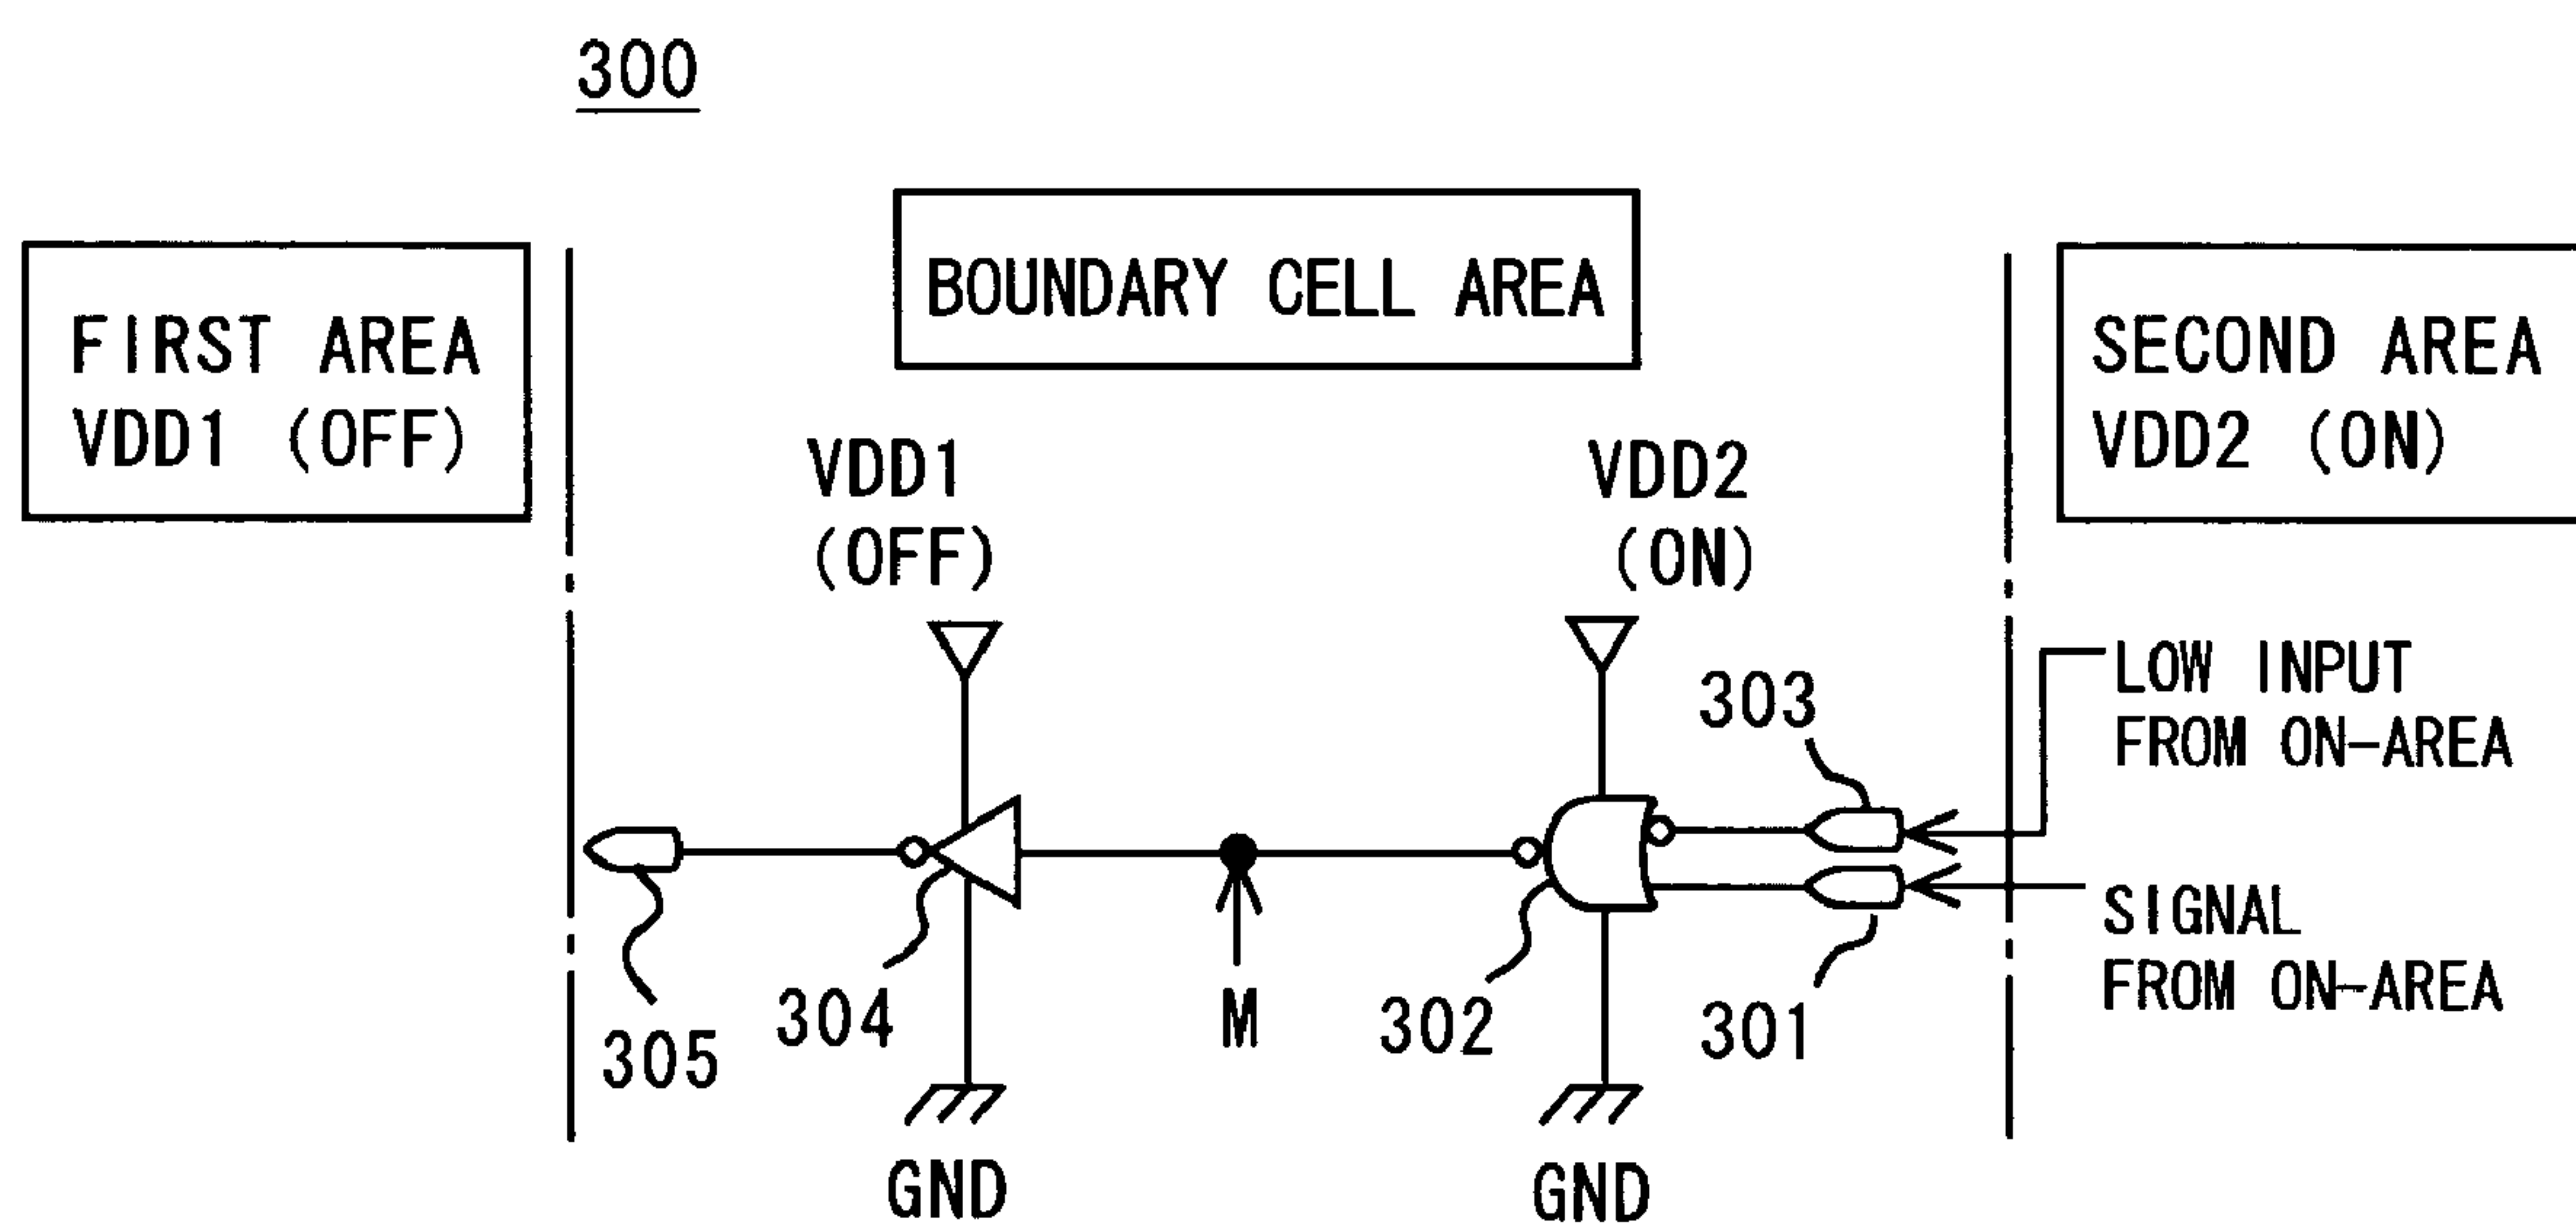 300
BOUNDARY CELL AREA
FIRST AREA
VDD1 (OFF)
SECOND AREA
VDD2 (ON)
VDD1
(OFF)
VDD2
(ON)
303
LOW INPUT
FROM ON-AREA
SIGNAL
FROM ON-AREA
305
304
M
302
301
GND
GND